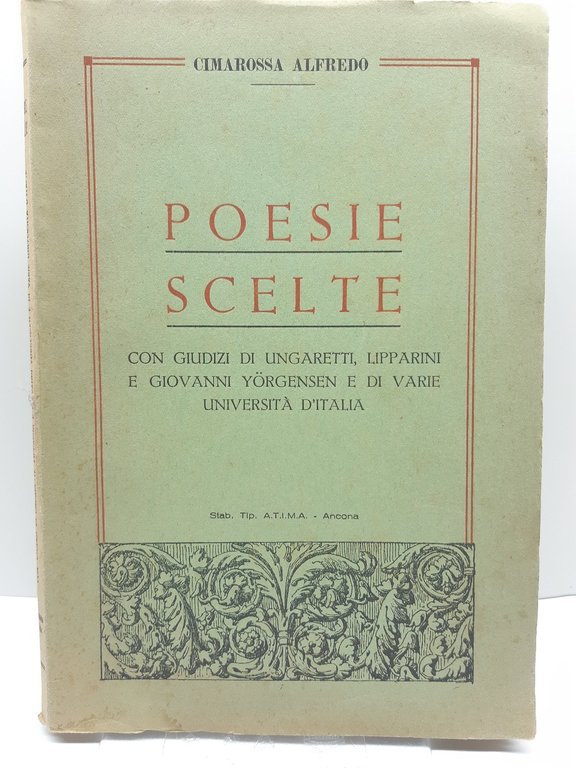 CIMAROSSA ALFREDO
POESIE
SCELTE
CON GIUDIZI DI UNGARETTI, LIPPARINI
E GIOVANNI YÖRGENSEN E DI VARIE
UNIVERSITÀ D'ITALIA
Stab. Tip. A.T.I.M.A. - Ancona